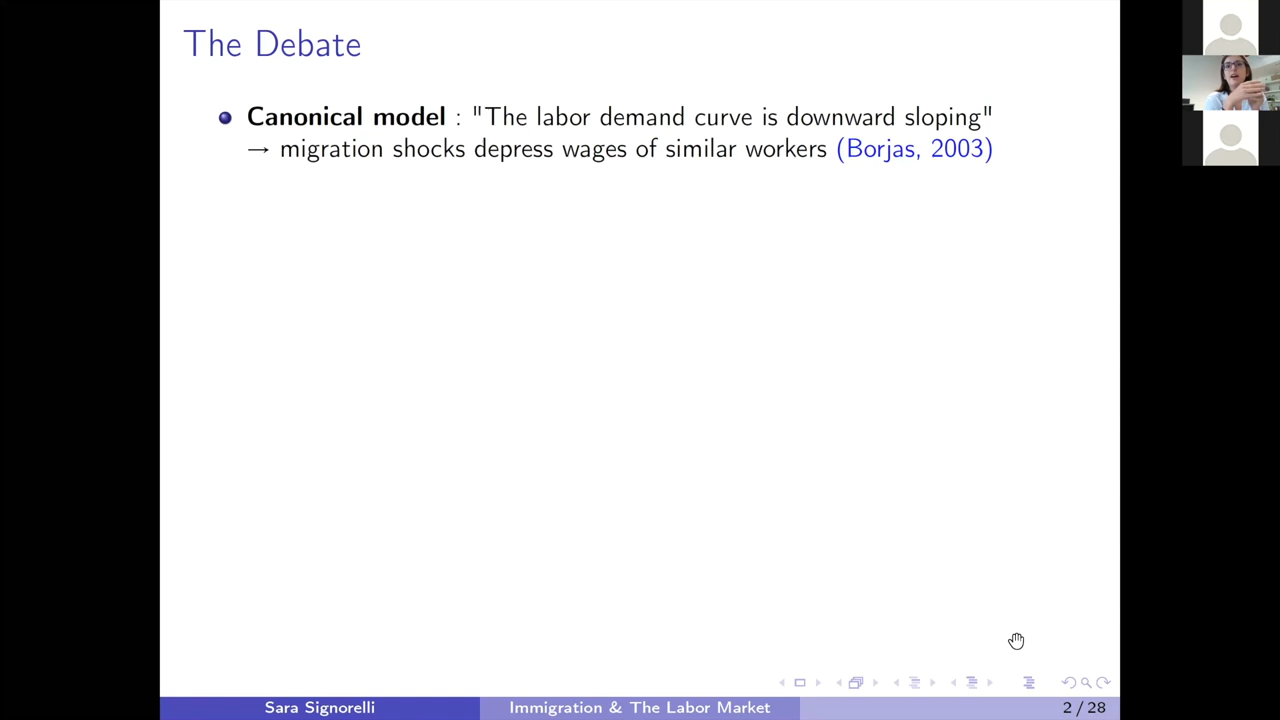 The Debate
Canonical model : "The labor demand curve is downward sloping"
→ migration shocks depress wages of similar workers (Borjas, 2003)
Sara Signorelli
Immigration & The Labor Market
2 / 28